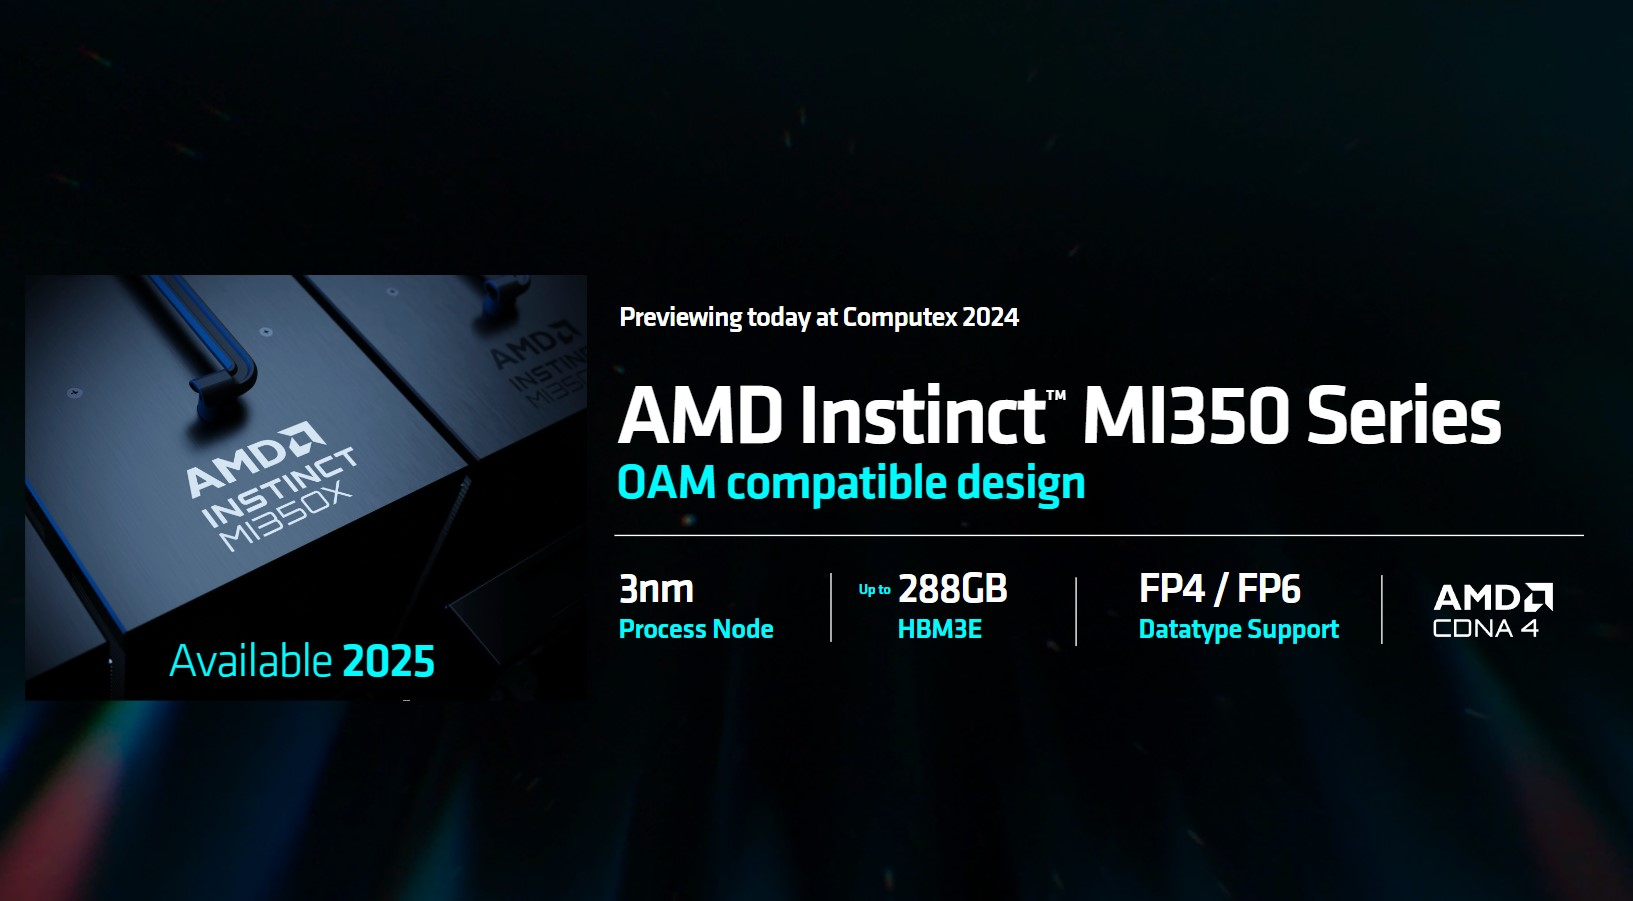 AMD
INSTINCT
MI350X
AMD
INSTINCT
MI350
Available 2025
Previewing today at Computex 2024
AMD Instinct™ MI350 Series
OAM compatible design
3nm
Process Node
Up to 288GB
HBM3E
FP4 / FP6
Datatype Support
AMD
CDNA 4